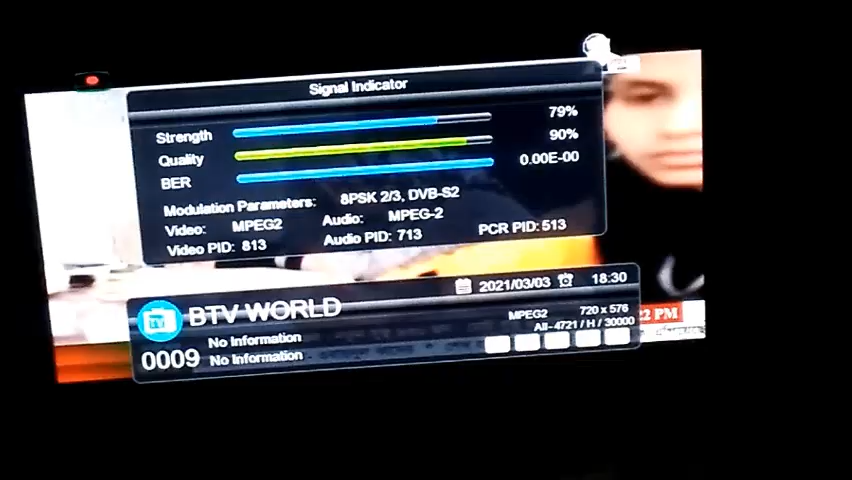 Signal Indicator
Strength 79%
Quality 90%
BER 0.00E-00
Modulation Parameters: 8PSK 2/3, DVB-S2
Video: MPEG2 Audio: MPEG-2
Video PID: 813 Audio PID: 713 PCR PID: 513
2021/03/03 18:30
TV BTV WORLD
MPEG2 720 x 576
No Information All-4721 / H / 30000
0009 No Information
22 PM